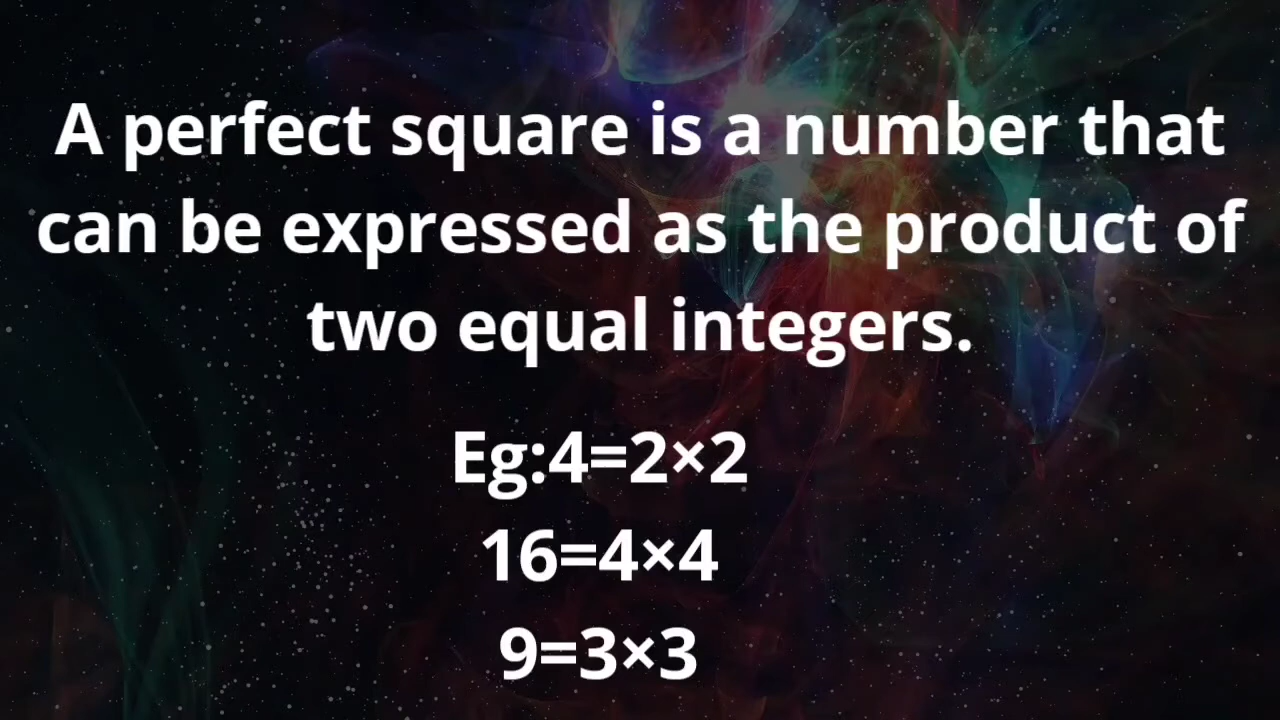 A perfect square is a number that
can be expressed as the product of
two equal integers.
Eg:4=2×2
16=4×4
9=3×3